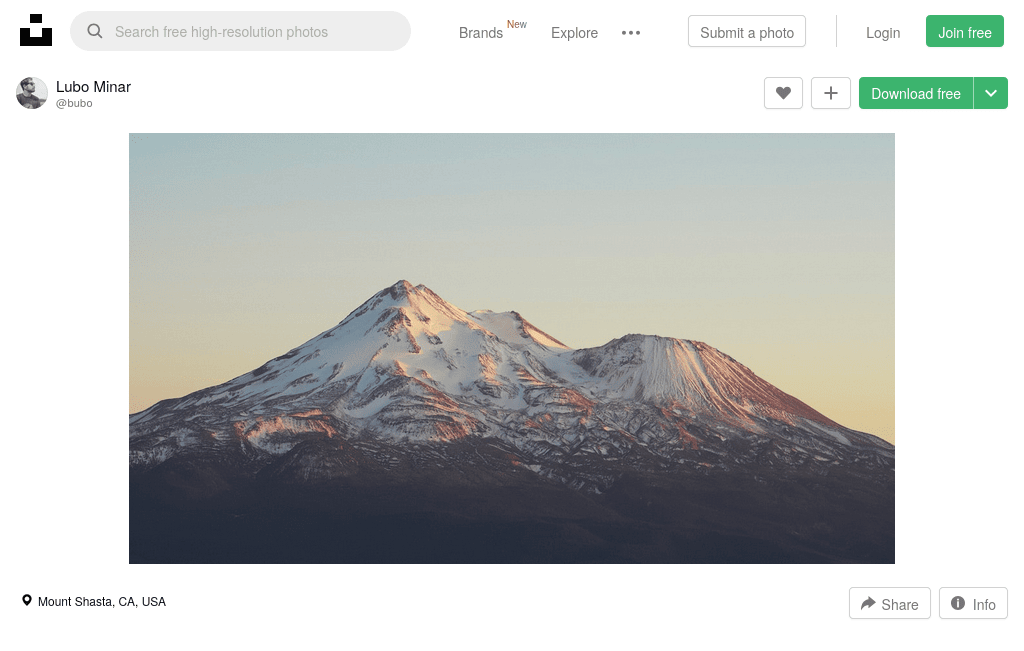 Search free high-resolution photos
Brands New
Explore
Submit a photo
Login
Join free
Lubo Minar
@bubo
Download free
Mount Shasta, CA, USA
Share
Info